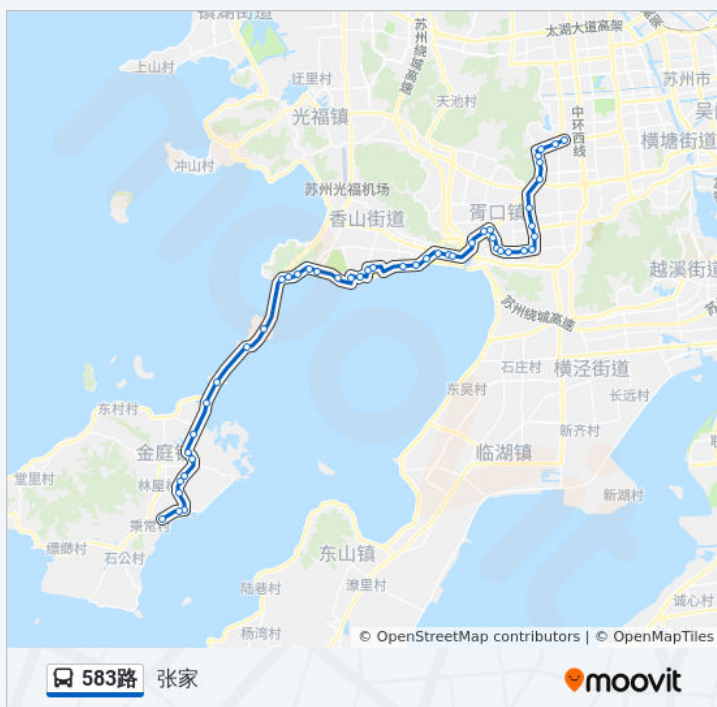 镇湖街道
苏州绕城高速
太湖大道高架
上山村
迂里村
天池村
苏州市
光福镇
中环西线
横塘街道
冲山村
苏州光福机场
香山街道
胥口镇
越溪街道
苏州绕城高速
石庄村
横泾街道
东吴村
长远村
东村村
新齐村
金庭镇
临湖镇
堂里村
林屋村
新湖村
秉常村
缥缈村
石公村
东山镇
陆巷村
潦里村
诚心村
杨湾村
© OpenStreetMap contributors | © OpenMapTiles
583路 张家
moovit